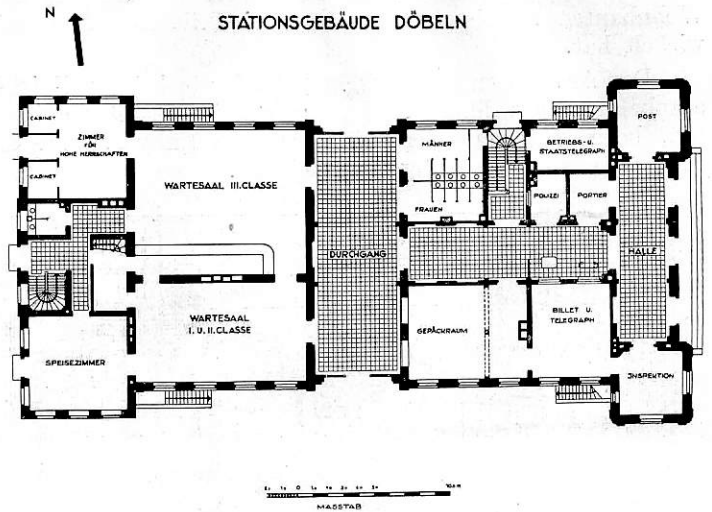 N
STATIONSGEBÄUDE DÖBELN
CABINET
ZIMMER
FÜR
HOHE HERRSCHAFTEN
CABINET
WARTESAAL III.CLASSE
WARTESAAL
I.U.II.CLASSE
SPEISEZIMMER
DURCHGANG
MÄNNER
FRAUEN
BETRIEBS- U.
STAATSTELEGRAPH
POLIZEI
PORTIER
POST
HALLE
GEPÄCKRAUM
BILLET U.
TELEGRAPH
INSPEKTION
MASSTAB